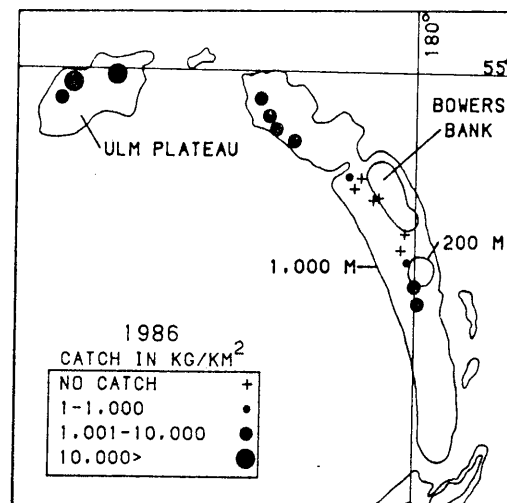 180°
55°
BOWERS
BANK
ULM PLATEAU
200 M
1,000 M
1986
CATCH IN KG/KM²
NO CATCH +
1-1,000
1,001-10,000
10,000>